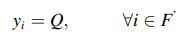 yᵢ = Q, ∀i ∈ F'